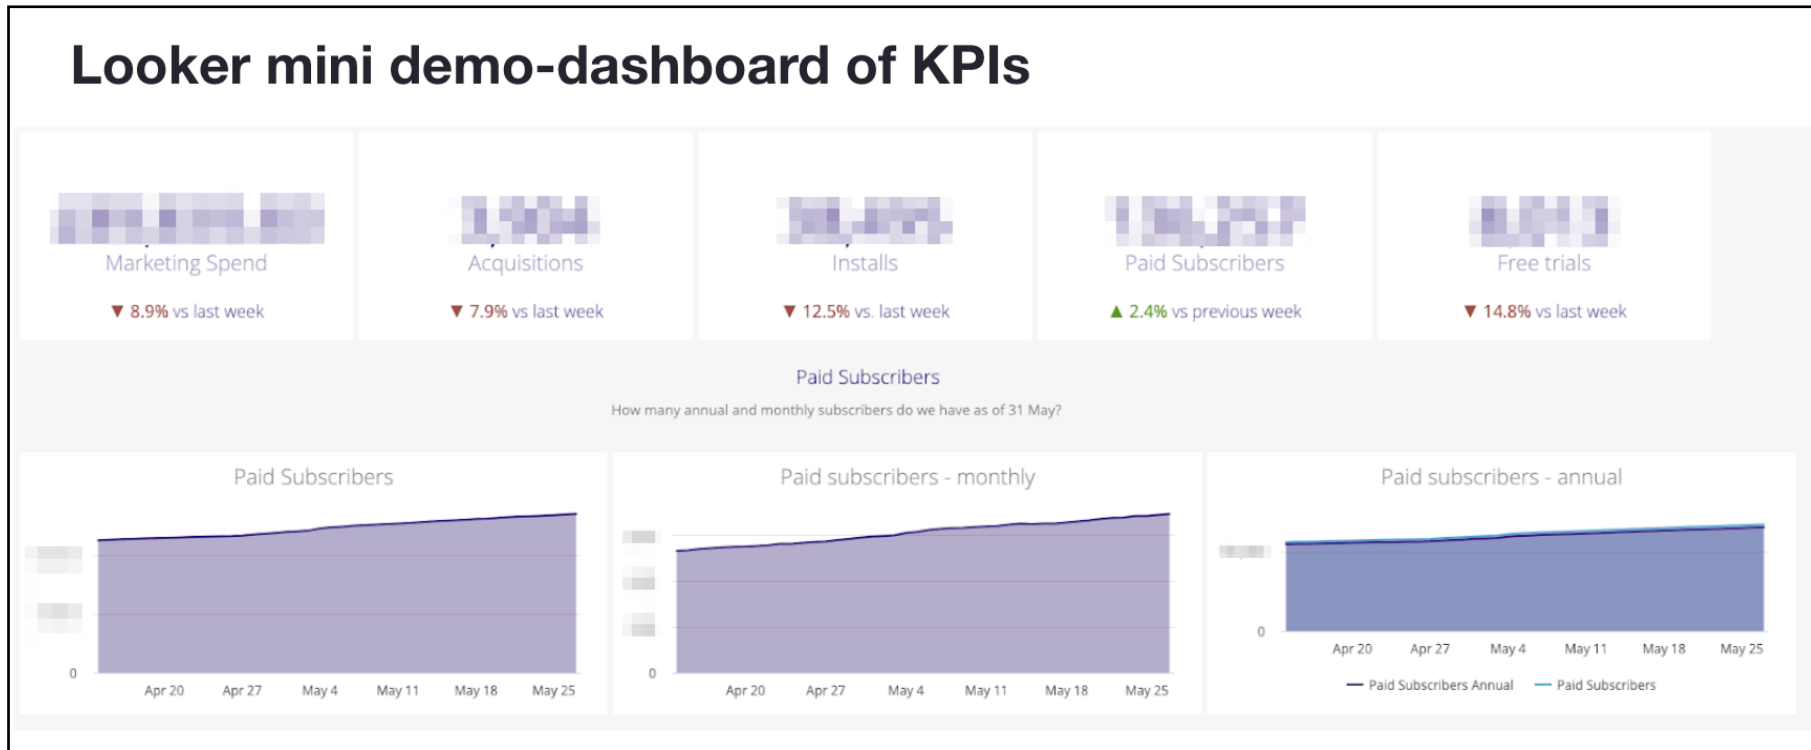 Looker mini demo-dashboard of KPIs
Marketing Spend
▼ 8.9% vs last week
Acquisitions
▼ 7.9% vs last week
Installs
▼ 12.5% vs. last week
Paid Subscribers
▲ 2.4% vs previous week
Free trials
▼ 14.8% vs last week
Paid Subscribers
How many annual and monthly subscribers do we have as of 31 May?
Paid Subscribers
0
Apr 20 Apr 27 May 4 May 11 May 18 May 25
Paid subscribers - monthly
0
Apr 20 Apr 27 May 4 May 11 May 18 May 25
Paid subscribers - annual
0
Apr 20 Apr 27 May 4 May 11 May 18 May 25
Paid Subscribers Annual Paid Subscribers